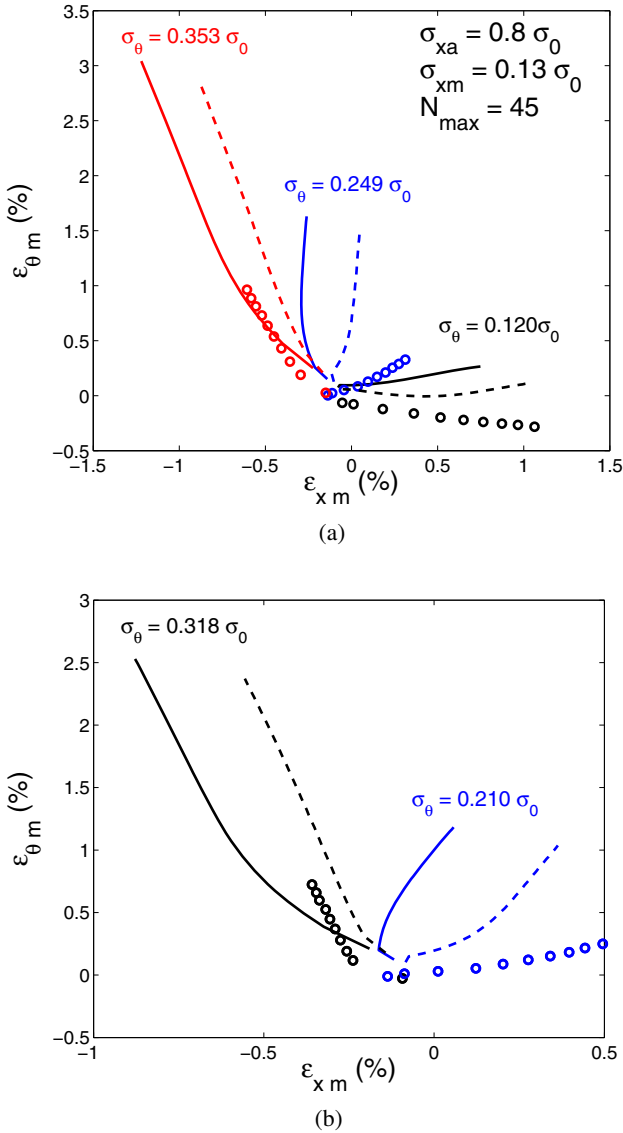 σθ = 0.353 σ0
σxa = 0.8 σ0
σxm = 0.13 σ0
Nmax = 45
σθ = 0.249 σ0
σθ = 0.120σ0
3.5
3
2.5
2
1.5
1
0.5
0
−0.5
εθ m (%)
−1.5 −1 −0.5 0 0.5 1 1.5
εx m (%)
(a)
σθ = 0.318 σ0
σθ = 0.210 σ0
3
2.5
2
1.5
1
0.5
0
−0.5
εθ m (%)
−1 −0.5 0 0.5
εx m (%)
(b)